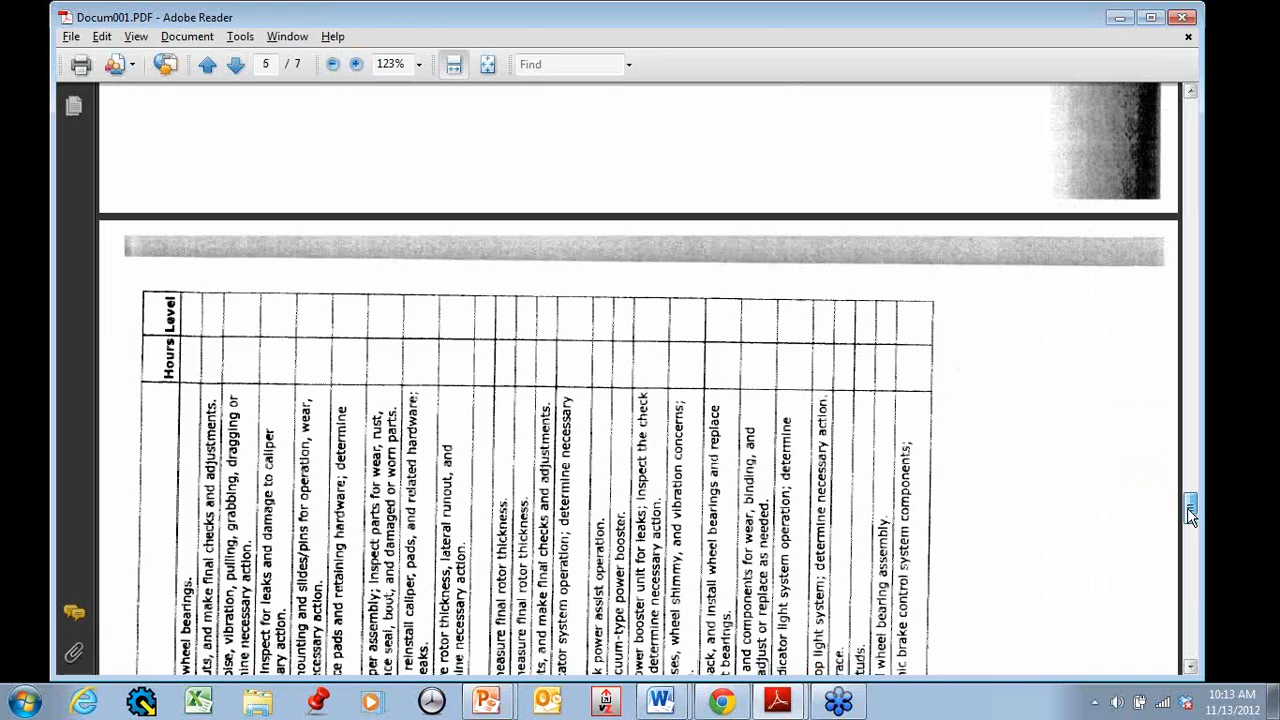 Docum001.PDF - Adobe Reader
File Edit View Document Tools Window Help
5 / 7 123% Find
Hours Level
wheel bearings.
ts, and make final checks and adjustments.
oise, vibration, pulling, grabbing, dragging or
ine necessary action.
inspect for leaks and damage to caliper
ary action.
ounting and slides/pins for operation, wear,
ecessary action.
ce pads and retaining hardware; determine
per assembly; inspect parts for wear, rust,
ce seal, boot, and damaged or worn parts.
reinstall caliper, pads, and related hardware;
eaks.
e rotor thickness, lateral runout, and
ine necessary action.
easure final rotor thickness.
easure final rotor thickness.
ts, and make final checks and adjustments.
ator system operation; determine necessary
k power assist operation.
cuum-type power booster.
ower booster unit for leaks; inspect the check
determine necessary action.
ses, wheel shimmy, and vibration concerns;
ack, and install wheel bearings and replace
t bearings.
and components for wear, binding, and
adjust or replace as needed.
dicator light system operation; determine
op light system; determine necessary action.
race.
tuds.
wheel bearing assembly.
ic brake control system components;
10:13 AM
11/13/2012